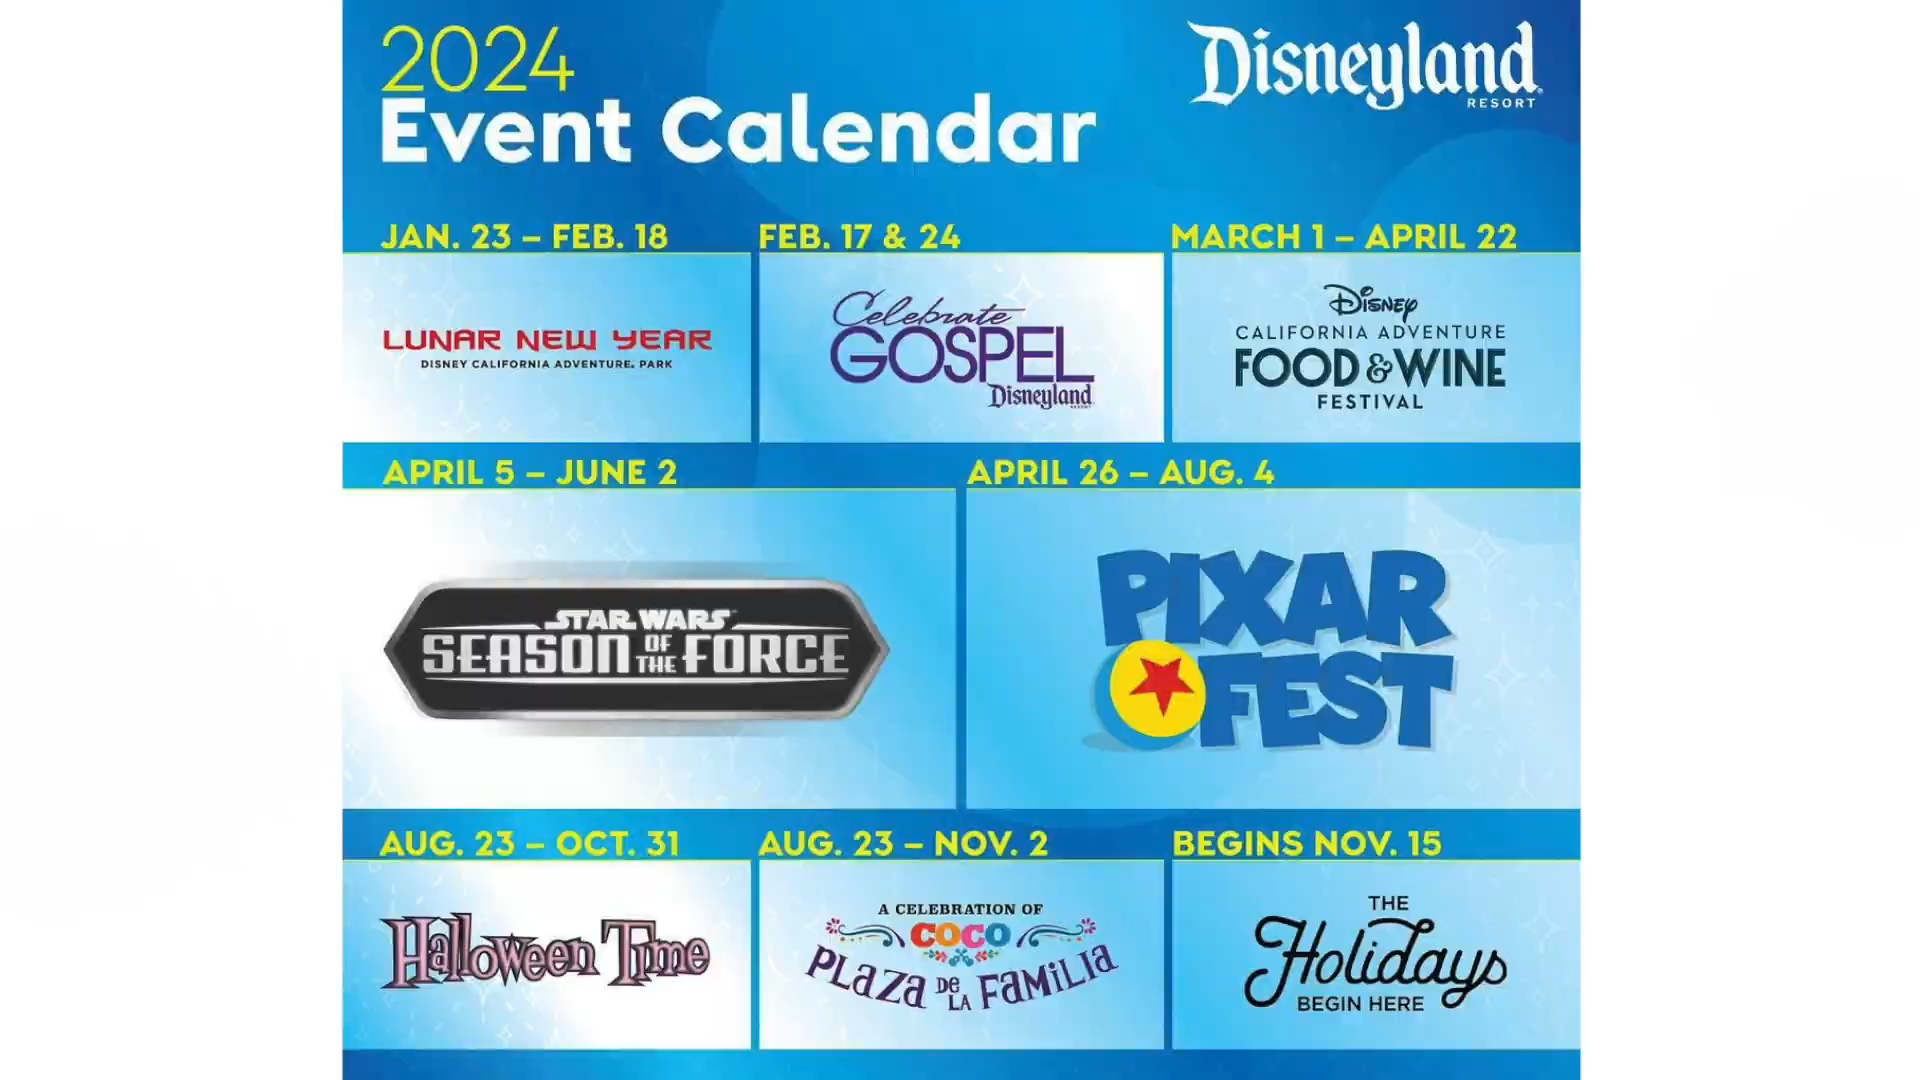 2024
Event Calendar
Disneyland
RESORT
JAN. 23 – FEB. 18
LUNAR NEW YEAR
DISNEY CALIFORNIA ADVENTURE® PARK
FEB. 17 & 24
Celebrate
GOSPEL
Disneyland
RESORT
MARCH 1 – APRIL 22
Disney
CALIFORNIA ADVENTURE
FOOD & WINE
FESTIVAL
APRIL 5 – JUNE 2
STAR WARS™
SEASON OF THE FORCE
APRIL 26 – AUG. 4
PIXAR
FEST
AUG. 23 – OCT. 31
Halloween Time
AUG. 23 – NOV. 2
A CELEBRATION OF
COCO
PLAZA DE LA FAMILIA
BEGINS NOV. 15
THE
Holidays
BEGIN HERE